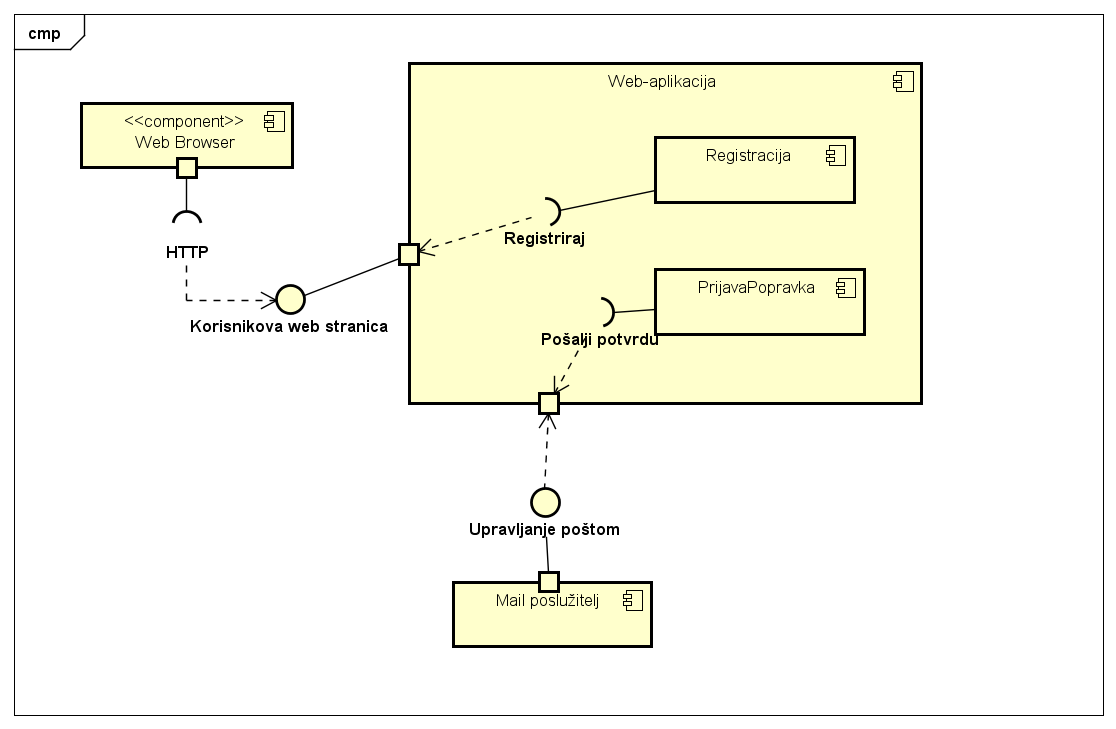 cmp
<<component>>
Web Browser
HTTP
Korisnikova web stranica
Web-aplikacija
Registracija
Registriraj
PrijavaPopravka
Pošalji potvrdu
Upravljanje poštom
Mail poslužitelj